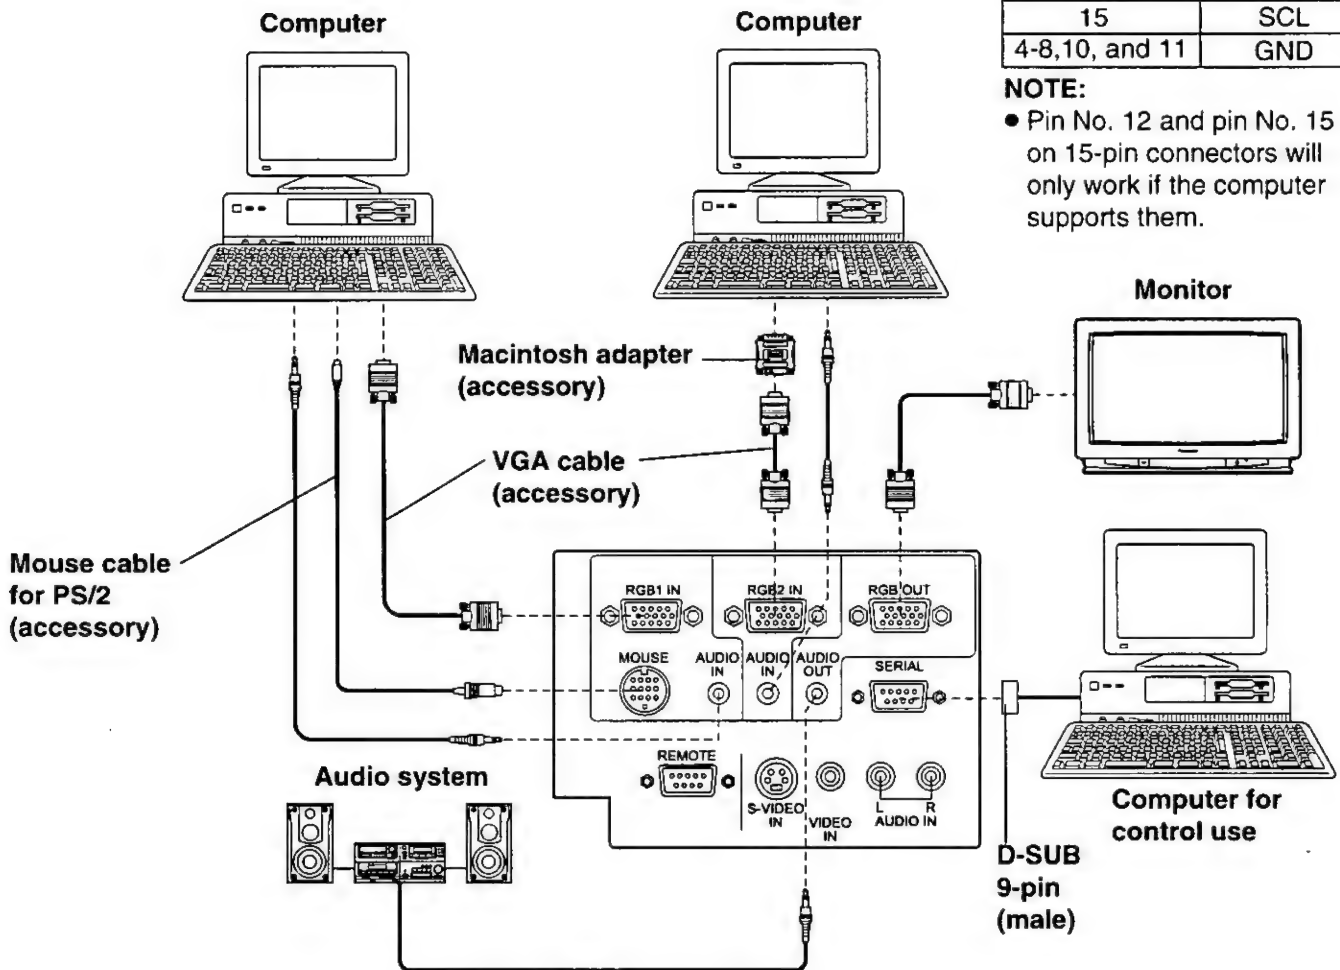 Computer
Computer
15 SCL
4-8,10, and 11 GND
NOTE:
● Pin No. 12 and pin No. 15
on 15-pin connectors will
only work if the computer
supports them.
Monitor
Macintosh adapter
(accessory)
VGA cable
(accessory)
Mouse cable
for PS/2
(accessory)
RGB1 IN
RGB2 IN
RGB OUT
MOUSE
AUDIO
IN
AUDIO
IN
AUDIO
OUT
SERIAL
REMOTE
S-VIDEO
IN
VIDEO
IN
L R
AUDIO IN
Audio system
Computer for
control use
D-SUB
9-pin
(male)